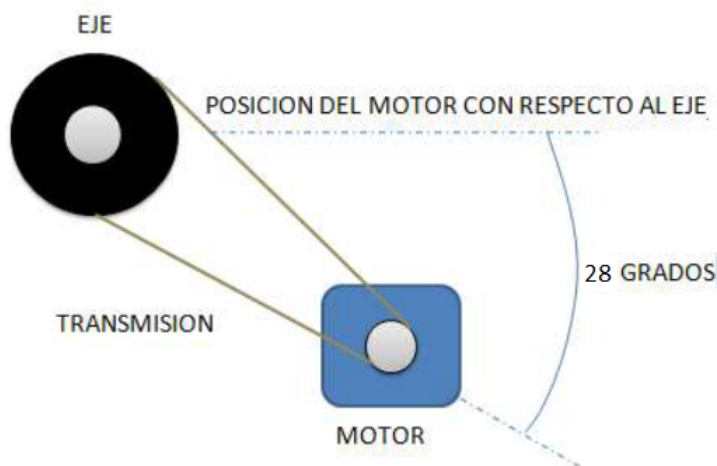 EJE
POSICION DEL MOTOR CON RESPECTO AL EJE
28 GRADOS
TRANSMISION
MOTOR